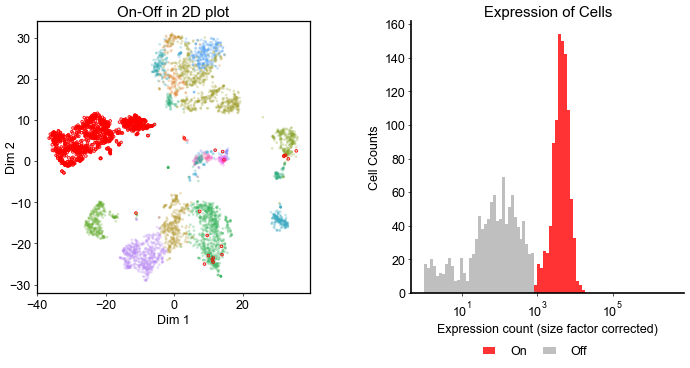 On-Off in 2D plot
30
20
10
0
−10
−20
−30
Dim 2
−40
−20
0
20
Dim 1
Expression of Cells
160
140
120
100
80
60
40
20
0
Cell Counts
10^1
10^3
10^5
Expression count (size factor corrected)
On
Off